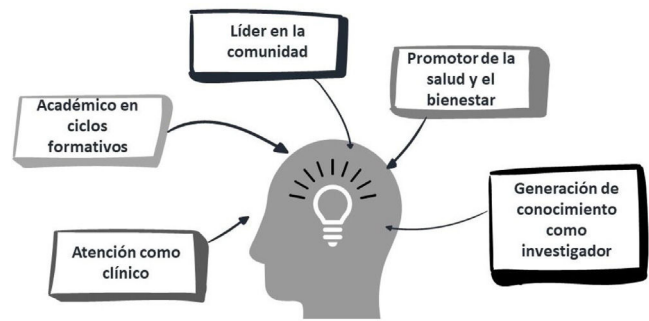 Líder en la
comunidad
Promotor de la
salud y el
bienestar
Académico en
ciclos
formativos
Generación de
conocimiento
como
investigador
Atención como
clínico